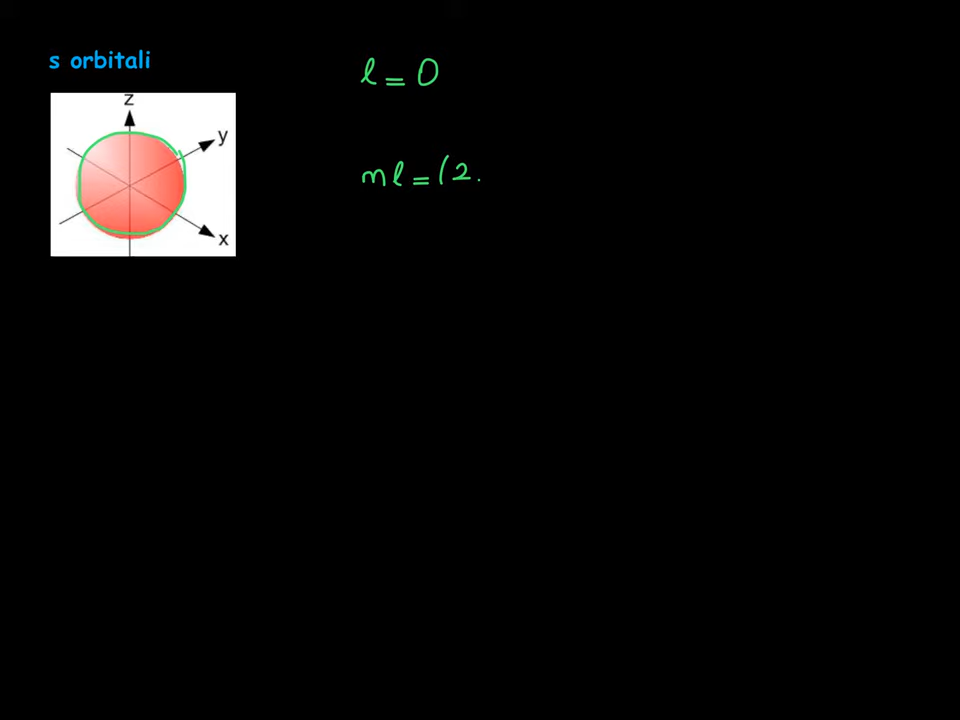 s orbitali
l = 0
z
y
ml = (2.
x